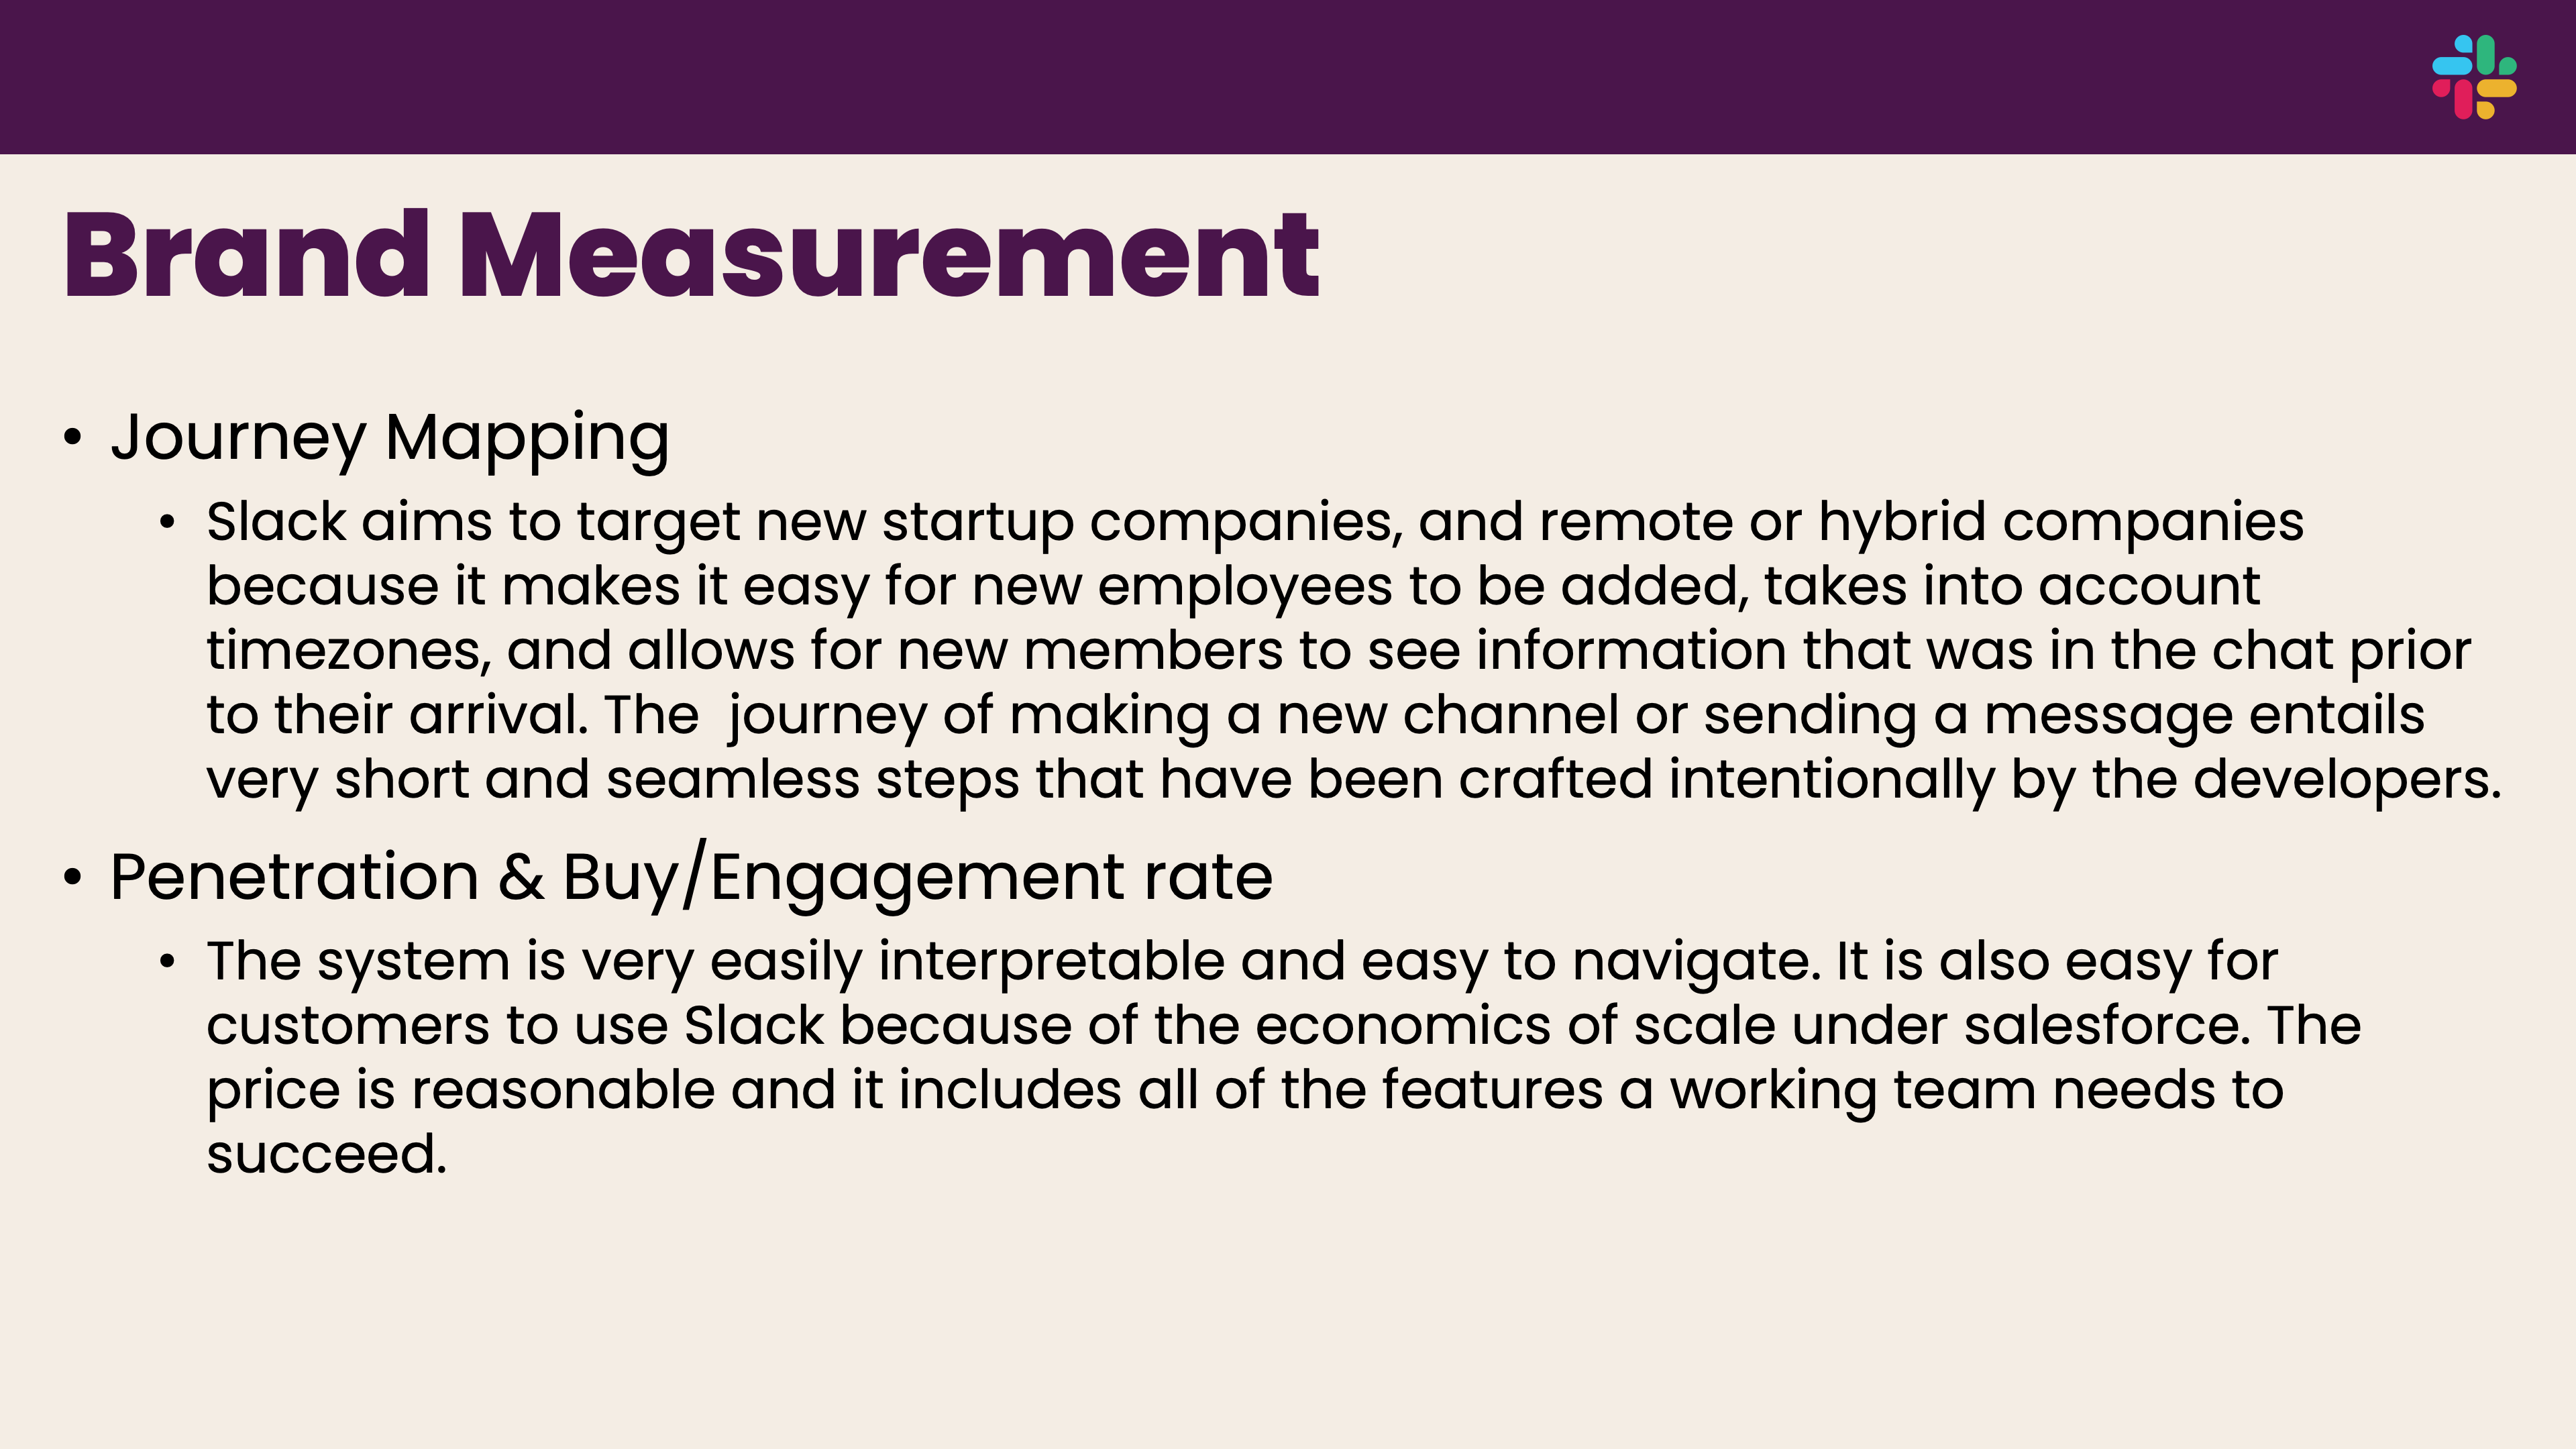 Brand Measurement
• Journey Mapping
• Slack aims to target new startup companies, and remote or hybrid companies
because it makes it easy for new employees to be added, takes into account
timezones, and allows for new members to see information that was in the chat prior
to their arrival. The  journey of making a new channel or sending a message entails
very short and seamless steps that have been crafted intentionally by the developers.
• Penetration & Buy/Engagement rate
• The system is very easily interpretable and easy to navigate. It is also easy for
customers to use Slack because of the economics of scale under salesforce. The
price is reasonable and it includes all of the features a working team needs to
succeed.